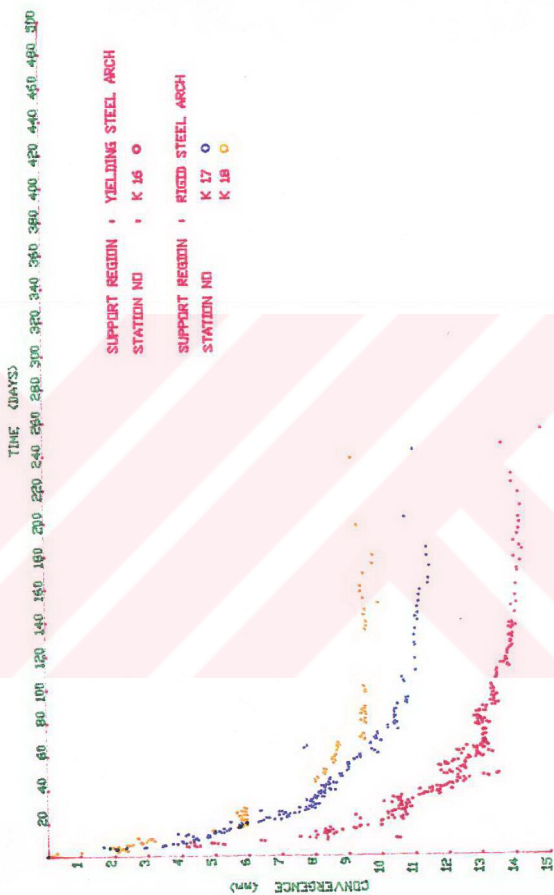 TIME (DAYS)
20 40 60 80 100 120 140 160 180 200 220 240 260 280 300 320 340 360 380 400 420 440 460 480 500
SUPPORT REGION : YIELDING STEEL ARCH
STATION NO : K 16 O
SUPPORT REGION : RIGID STEEL ARCH
STATION NO K 17 O
K 18 O
1
2
3
4
5
6
7
8
9
10
11
12
13
14
15
CONVERGENCE (mm)